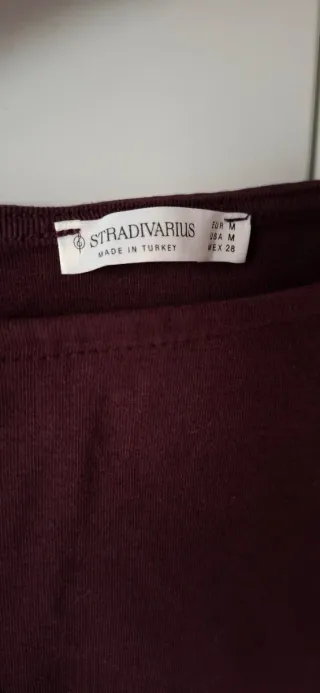 STRADIVARIUS
MADE IN TURKEY
EUR M
USA M
MEX 28